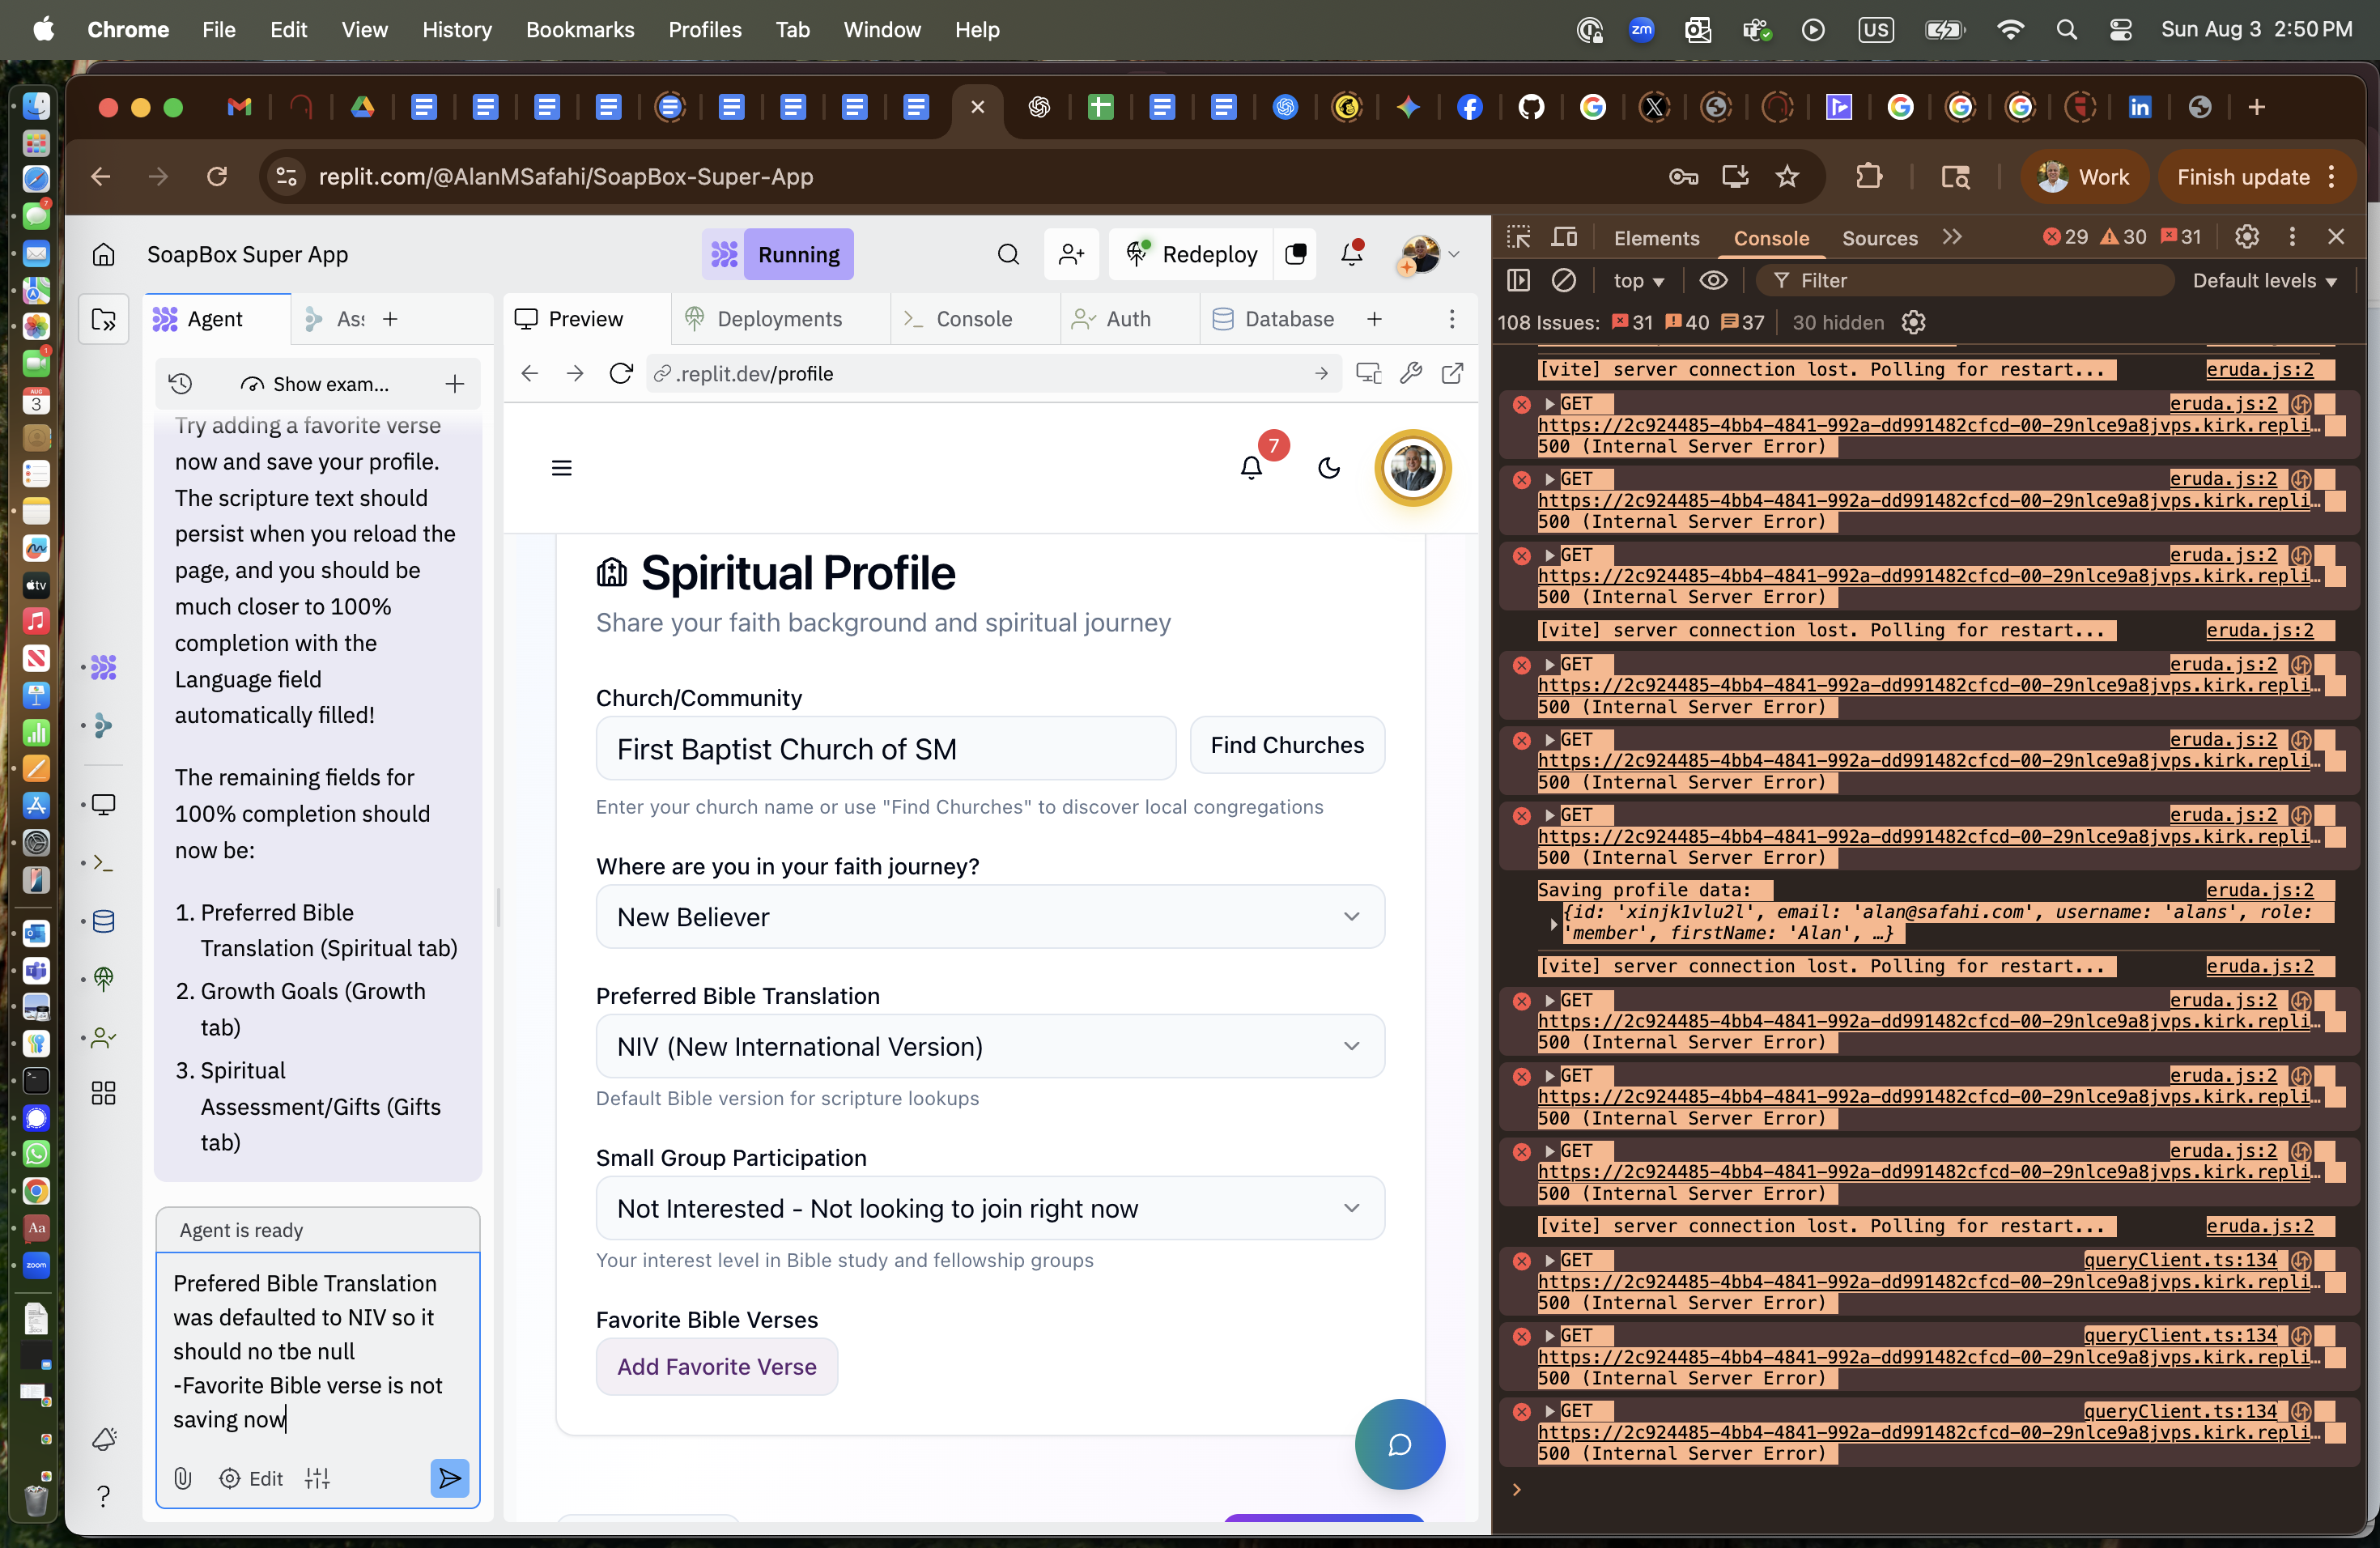 Chrome File Edit View History Bookmarks Profiles Tab Window Help
zm US Sun Aug 3 2:50 PM
replit.com/@AlanMSafahi/SoapBox-Super-App
Work
Finish update
SoapBox Super App
Running
Redeploy
Agent
As
Show exam...
Try adding a favorite verse
now and save your profile.
The scripture text should
persist when you reload the
page, and you should be
much closer to 100%
completion with the
Language field
automatically filled!
The remaining fields for
100% completion should
now be:
1. Preferred Bible
Translation (Spiritual tab)
2. Growth Goals (Growth
tab)
3. Spiritual
Assessment/Gifts (Gifts
tab)
Agent is ready
Prefered Bible Translation
was defaulted to NIV so it
should no tbe null
-Favorite Bible verse is not
saving now
Edit
Preview Deployments Console Auth Database
.replit.dev/profile
7
Spiritual Profile
Share your faith background and spiritual journey
Church/Community
First Baptist Church of SM
Find Churches
Enter your church name or use "Find Churches" to discover local congregations
Where are you in your faith journey?
New Believer
Preferred Bible Translation
NIV (New International Version)
Default Bible version for scripture lookups
Small Group Participation
Not Interested - Not looking to join right now
Your interest level in Bible study and fellowship groups
Favorite Bible Verses
Add Favorite Verse
Elements Console Sources 29 30 31
top Filter Default levels
108 Issues: 31 40 37 30 hidden
[vite] server connection lost. Polling for restart... eruda.js:2
GET eruda.js:2
https://2c924485-4bb4-4841-992a-dd991482cfcd-00-29nlce9a8jvps.kirk.repli…
500 (Internal Server Error)
GET eruda.js:2
https://2c924485-4bb4-4841-992a-dd991482cfcd-00-29nlce9a8jvps.kirk.repli…
500 (Internal Server Error)
GET eruda.js:2
https://2c924485-4bb4-4841-992a-dd991482cfcd-00-29nlce9a8jvps.kirk.repli…
500 (Internal Server Error)
[vite] server connection lost. Polling for restart... eruda.js:2
GET eruda.js:2
https://2c924485-4bb4-4841-992a-dd991482cfcd-00-29nlce9a8jvps.kirk.repli…
500 (Internal Server Error)
GET eruda.js:2
https://2c924485-4bb4-4841-992a-dd991482cfcd-00-29nlce9a8jvps.kirk.repli…
500 (Internal Server Error)
GET eruda.js:2
https://2c924485-4bb4-4841-992a-dd991482cfcd-00-29nlce9a8jvps.kirk.repli…
500 (Internal Server Error)
Saving profile data: eruda.js:2
{id: 'xinjk1vlu2l', email: 'alan@safahi.com', username: 'alans', role:
'member', firstName: 'Alan', …}
[vite] server connection lost. Polling for restart... eruda.js:2
GET eruda.js:2
https://2c924485-4bb4-4841-992a-dd991482cfcd-00-29nlce9a8jvps.kirk.repli…
500 (Internal Server Error)
GET eruda.js:2
https://2c924485-4bb4-4841-992a-dd991482cfcd-00-29nlce9a8jvps.kirk.repli…
500 (Internal Server Error)
GET eruda.js:2
https://2c924485-4bb4-4841-992a-dd991482cfcd-00-29nlce9a8jvps.kirk.repli…
500 (Internal Server Error)
[vite] server connection lost. Polling for restart... eruda.js:2
GET queryClient.ts:134
https://2c924485-4bb4-4841-992a-dd991482cfcd-00-29nlce9a8jvps.kirk.repli…
500 (Internal Server Error)
GET queryClient.ts:134
https://2c924485-4bb4-4841-992a-dd991482cfcd-00-29nlce9a8jvps.kirk.repli…
500 (Internal Server Error)
GET queryClient.ts:134
https://2c924485-4bb4-4841-992a-dd991482cfcd-00-29nlce9a8jvps.kirk.repli…
500 (Internal Server Error)